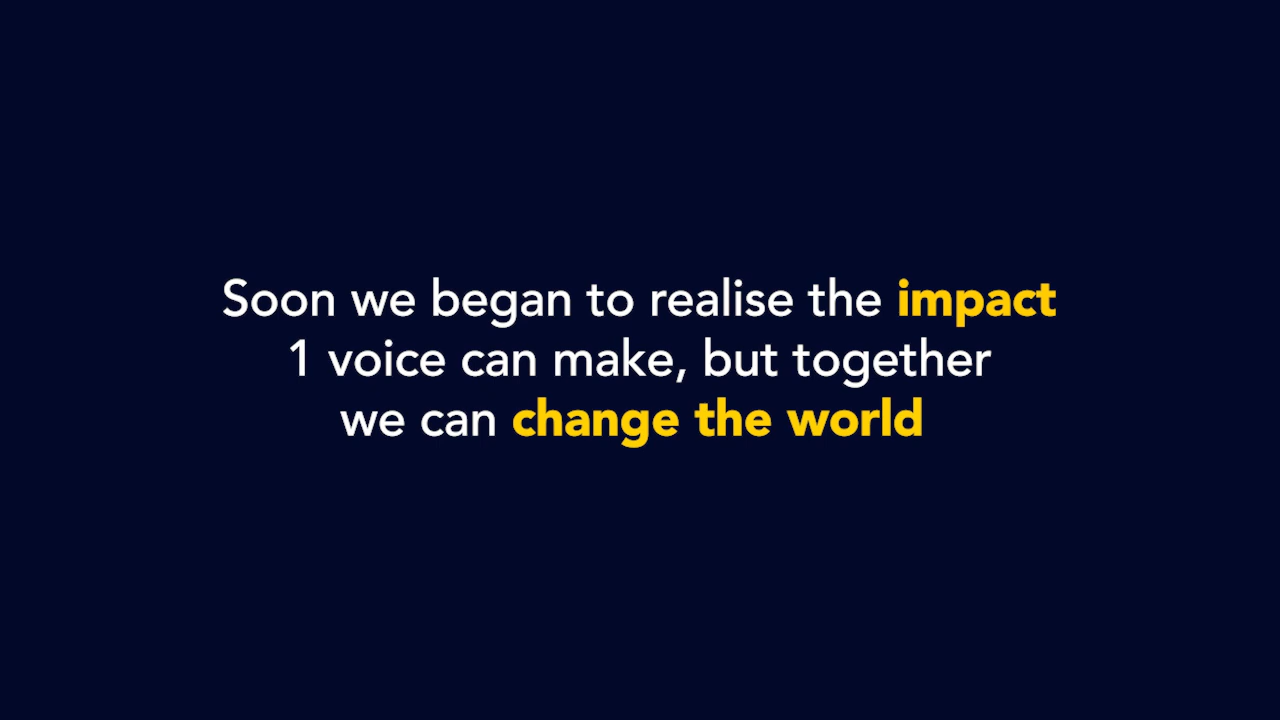 Soon we began to realise the impact
1 voice can make, but together
we can change the world